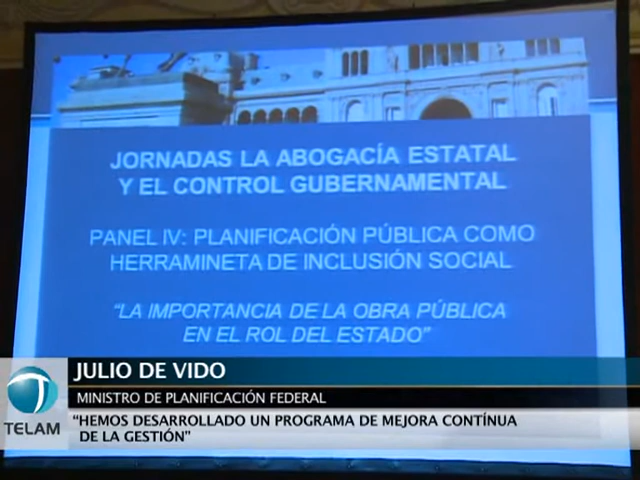 JORNADAS LA ABOGACÍA ESTATAL
Y EL CONTROL GUBERNAMENTAL
PANEL IV: PLANIFICACIÓN PÚBLICA COMO
HERRAMINETA DE INCLUSIÓN SOCIAL
“LA IMPORTANCIA DE LA OBRA PÚBLICA
EN EL ROL DEL ESTADO”
JULIO DE VIDO
MINISTRO DE PLANIFICACIÓN FEDERAL
TELAM
“HEMOS DESARROLLADO UN PROGRAMA DE MEJORA CONTÍNUA
DE LA GESTIÓN”